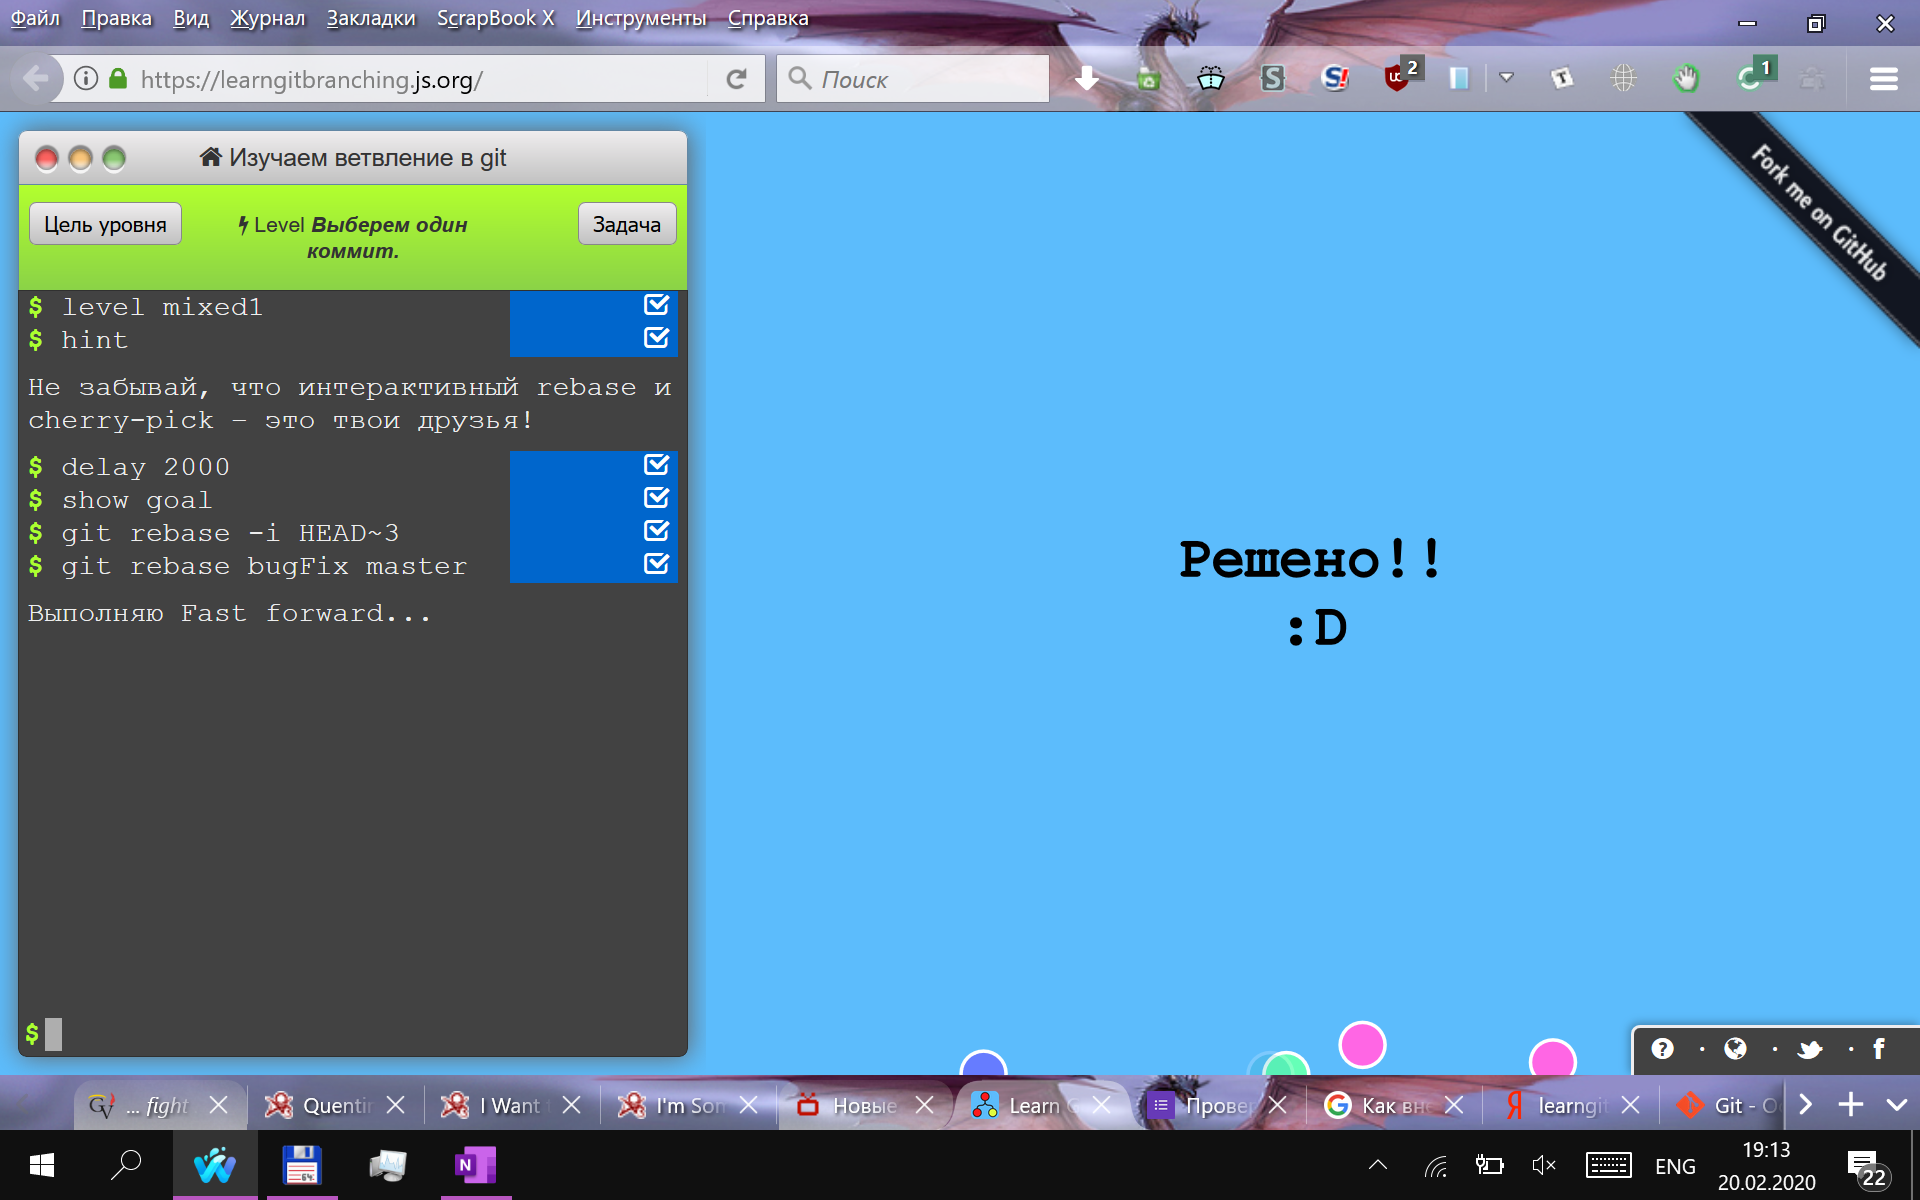 Файл Правка Вид Журнал Закладки ScrapBook X Инструменты Справка
https://learngitbranching.js.org/
Поиск
2
1
Fork me on GitHub
Изучаем ветвление в git
Цель уровня
Level Выберем один
коммит.
Задача
$ level mixed1
$ hint
Не забывай, что интерактивный rebase и
cherry-pick – это твои друзья!
$ delay 2000
$ show goal
$ git rebase -i HEAD~3
$ git rebase bugFix master
Выполняю Fast forward...
$
Решено!!
:D
... fight
Quentin
I Want
I'm Som
Новые
Learn G
Провер
Как вне
learngit
Git - O
ENG
19:13
20.02.2020
22